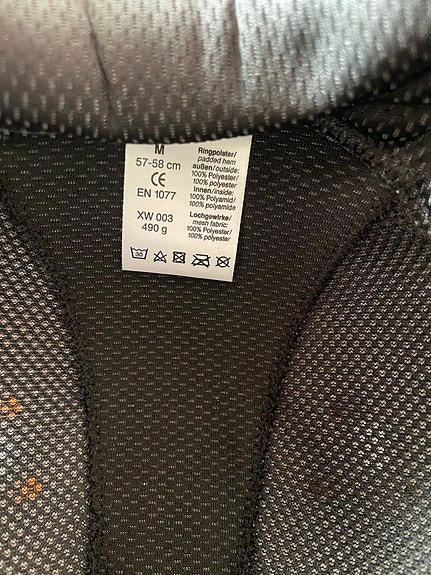 M
57-58 cm
CE
EN 1077
XW 003
490 g
Ringpolster/
padded hem
außen/outside:
100% Polyester/
100% polyester
Innen/inside:
100% Polyamid/
100% polyamide
Lochgewirke/
mesh fabric:
100% Polyester/
100% polyester
30